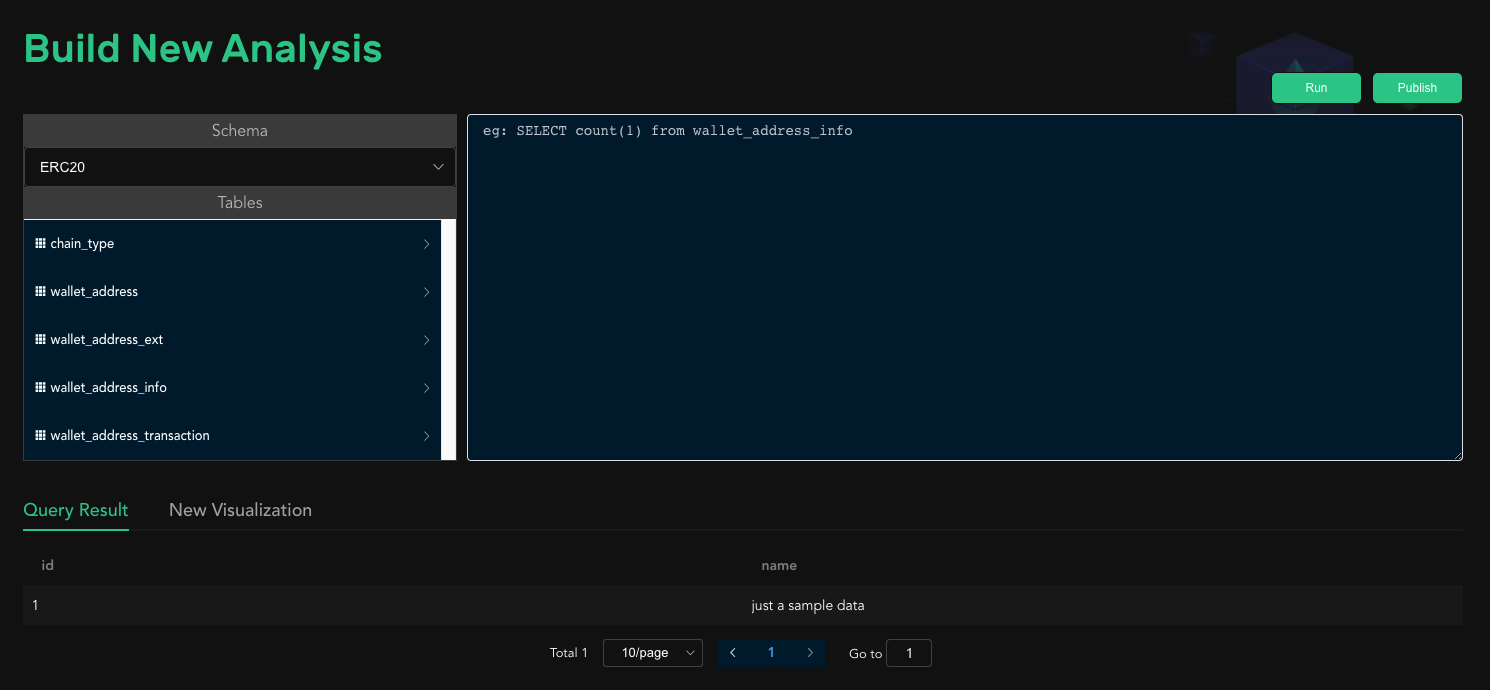 Build New Analysis
Run
Publish
Schema
eg: SELECT count(1) from wallet_address_info
ERC20
Tables
chain_type
wallet_address
wallet_address_ext
wallet_address_info
wallet_address_transaction
Query Result New Visualization
id name
1 just a sample data
Total 1 10/page 1 Go to 1